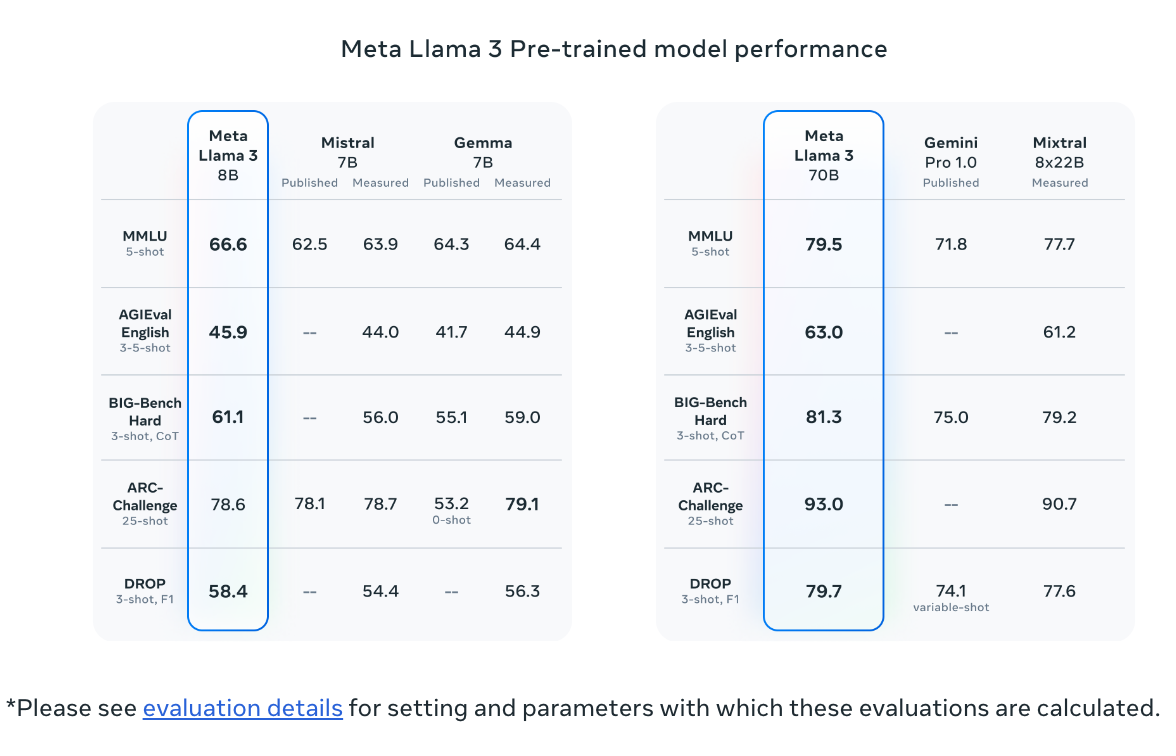 Meta Llama 3 Pre-trained model performance
Meta
Llama 3
8B
Mistral
7B
Gemma
7B
Published Measured Published Measured
MMLU
5-shot
66.6 62.5 63.9 64.3 64.4
AGIEval
English
3-5-shot
45.9 -- 44.0 41.7 44.9
BIG-Bench
Hard
3-shot, CoT
61.1 -- 56.0 55.1 59.0
ARC-
Challenge
25-shot
78.6 78.1 78.7 53.2 79.1
0-shot
DROP
3-shot, F1
58.4 -- 54.4 -- 56.3
Meta
Llama 3
70B
Gemini
Pro 1.0
Published
Mixtral
8x22B
Measured
MMLU
5-shot
79.5 71.8 77.7
AGIEval
English
3-5-shot
63.0 -- 61.2
BIG-Bench
Hard
3-shot, CoT
81.3 75.0 79.2
ARC-
Challenge
25-shot
93.0 -- 90.7
DROP
3-shot, F1
79.7 74.1 77.6
variable-shot
*Please see evaluation details for setting and parameters with which these evaluations are calculated.